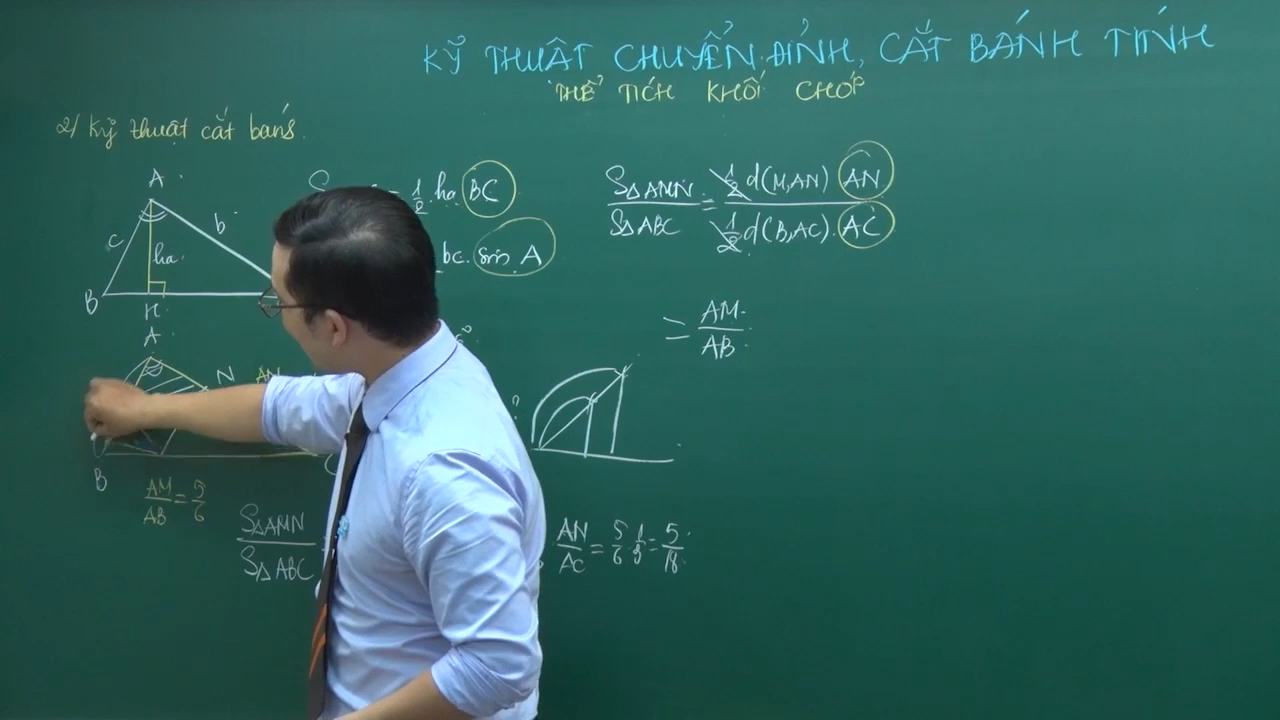 KỸ THUẬT CHUYỂN ĐỈNH, CẮT BÁNH TÍNH
THỂ TÍCH KHỐI CHÓP
2/ Kỹ thuật cắt bánh
A
c
b
ha
B
H
= 1/2 ha BC
bc. sin A
S△AMN / S△ABC = 1/2 d(M,AN) AN / 1/2 d(B,AC). AC
= AM / AB
A
N
AN
B
C
?
AM/AB = 5/6
S△AMN / S△ABC
AN/AC = 5/6 1/3 = 5/18